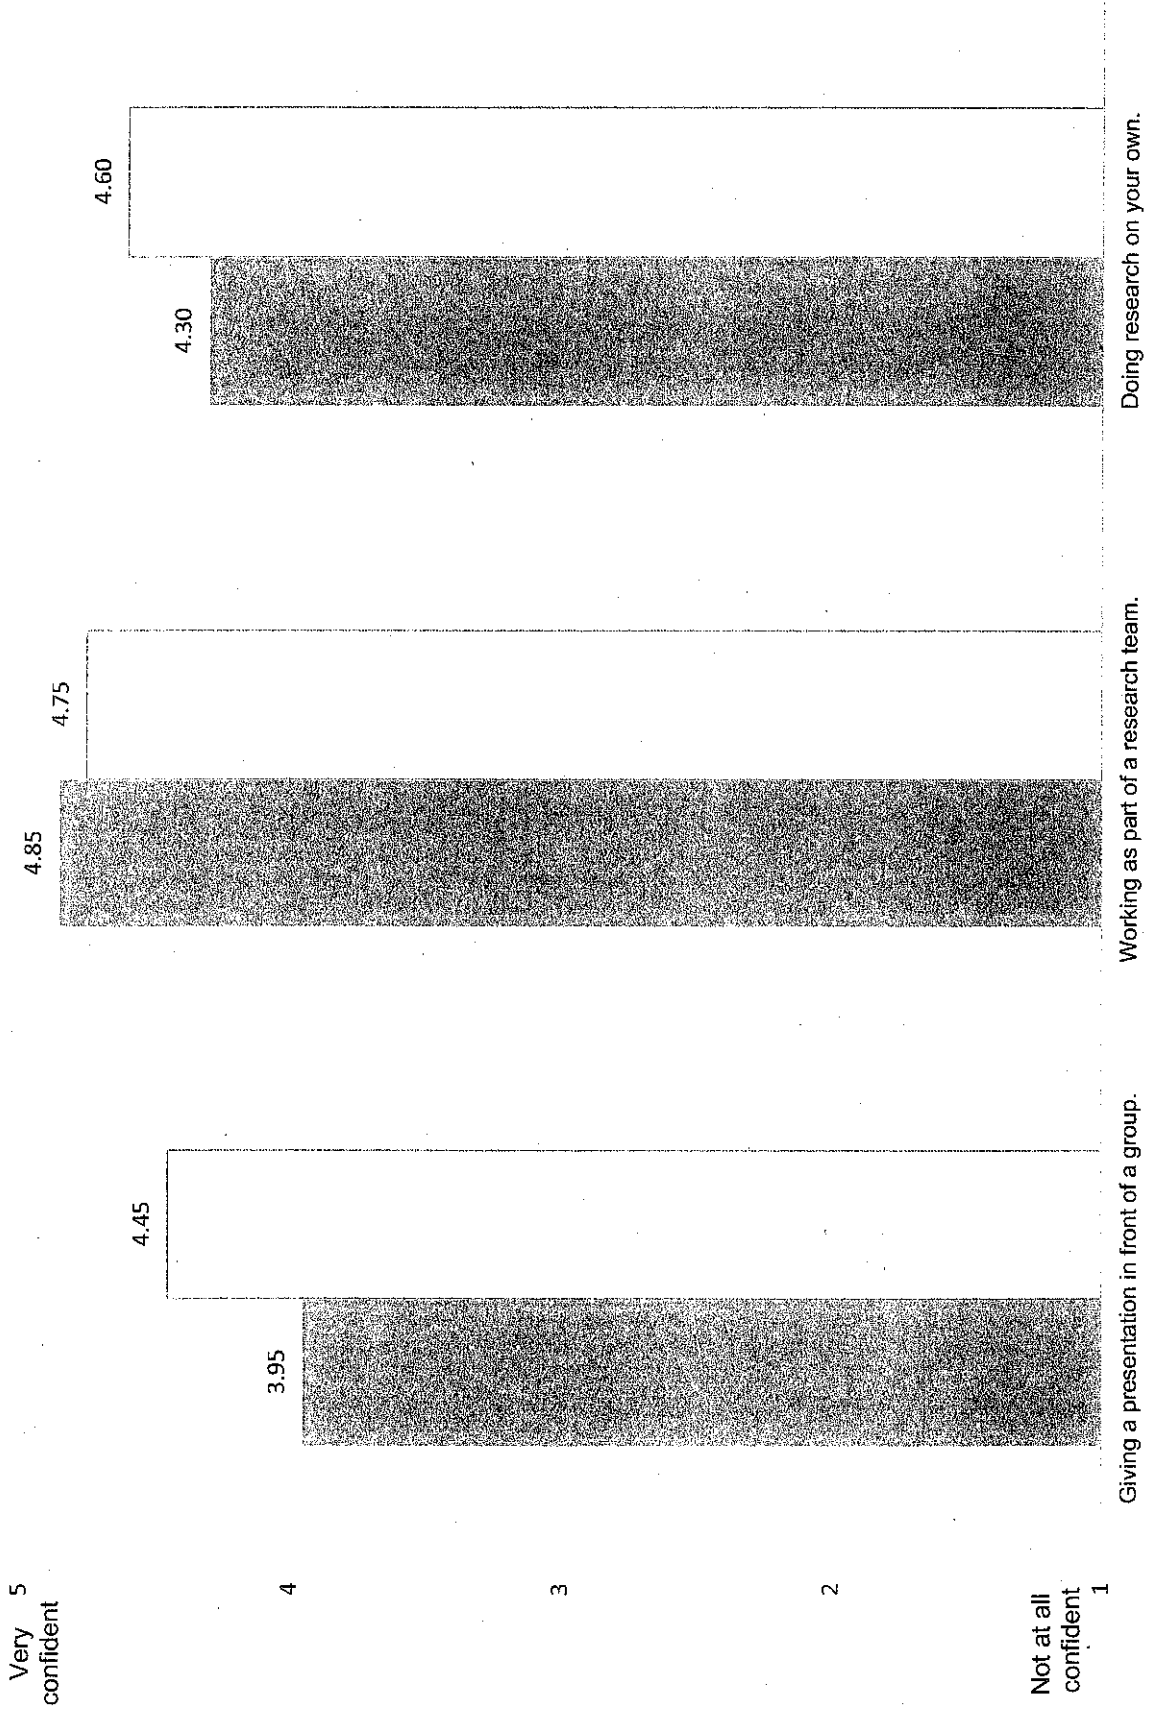 Very
confident
5
4
3
2
Not at all
confident
1
3.95
4.45
4.85
4.75
4.30
4.60
Giving a presentation in front of a group.
Working as part of a research team.
Doing research on your own.